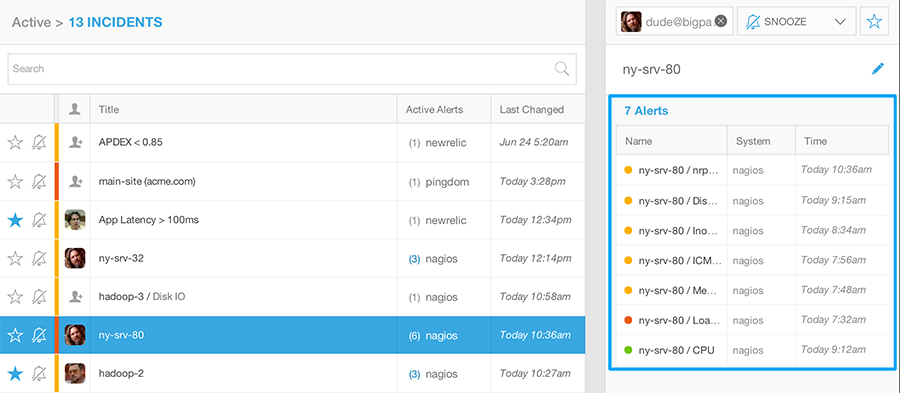 Active > 13 INCIDENTS
Search
Title Active Alerts Last Changed
APDEX < 0.85 (1) newrelic Jun 24 5:20am
main-site (acme.com) (1) pingdom Today 3:28pm
App Latency > 100ms (1) newrelic Today 12:34pm
ny-srv-32 (3) nagios Today 12:14pm
hadoop-3 / Disk IO (1) nagios Today 10:58am
ny-srv-80 (6) nagios Today 10:36am
hadoop-2 (3) nagios Today 10:27am
dude@bigpa SNOOZE
ny-srv-80
7 Alerts
Name System Time
ny-srv-80 / nrp... nagios Today 10:36am
ny-srv-80 / Dis... nagios Today 9:15am
ny-srv-80 / Ino... nagios Today 8:34am
ny-srv-80 / ICM... nagios Today 7:56am
ny-srv-80 / Me... nagios Today 7:48am
ny-srv-80 / Loa... nagios Today 7:32am
ny-srv-80 / CPU nagios Today 9:12am